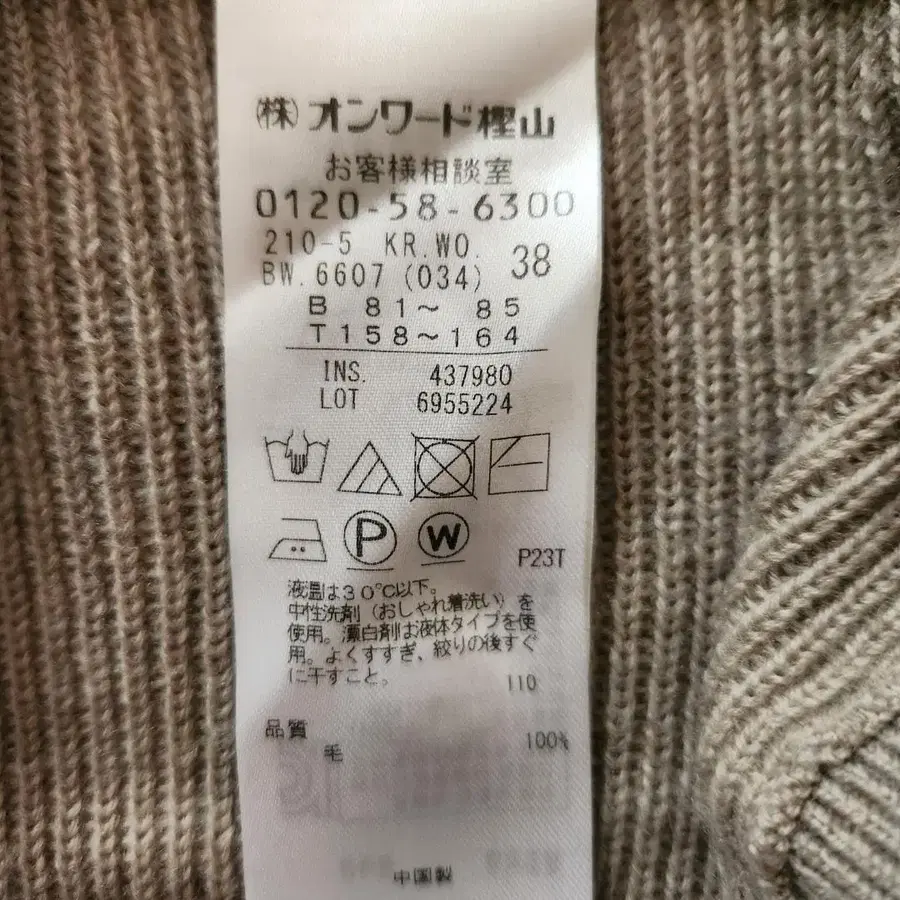 (株) オンワード樫山
お客様相談室
0120-58-6300
210-5 KR.WO. 38
BW.6607 (034)
B 81〜 85
T158〜164
INS. 437980
LOT 6955224
P W
P23T
液温は30℃以下。
中性洗剤（おしゃれ着洗い）を
使用。漂白剤は液体タイプを使
用。よくすすぎ、絞りの後すぐ
に干すこと。
110
品質
毛 100%
中国製